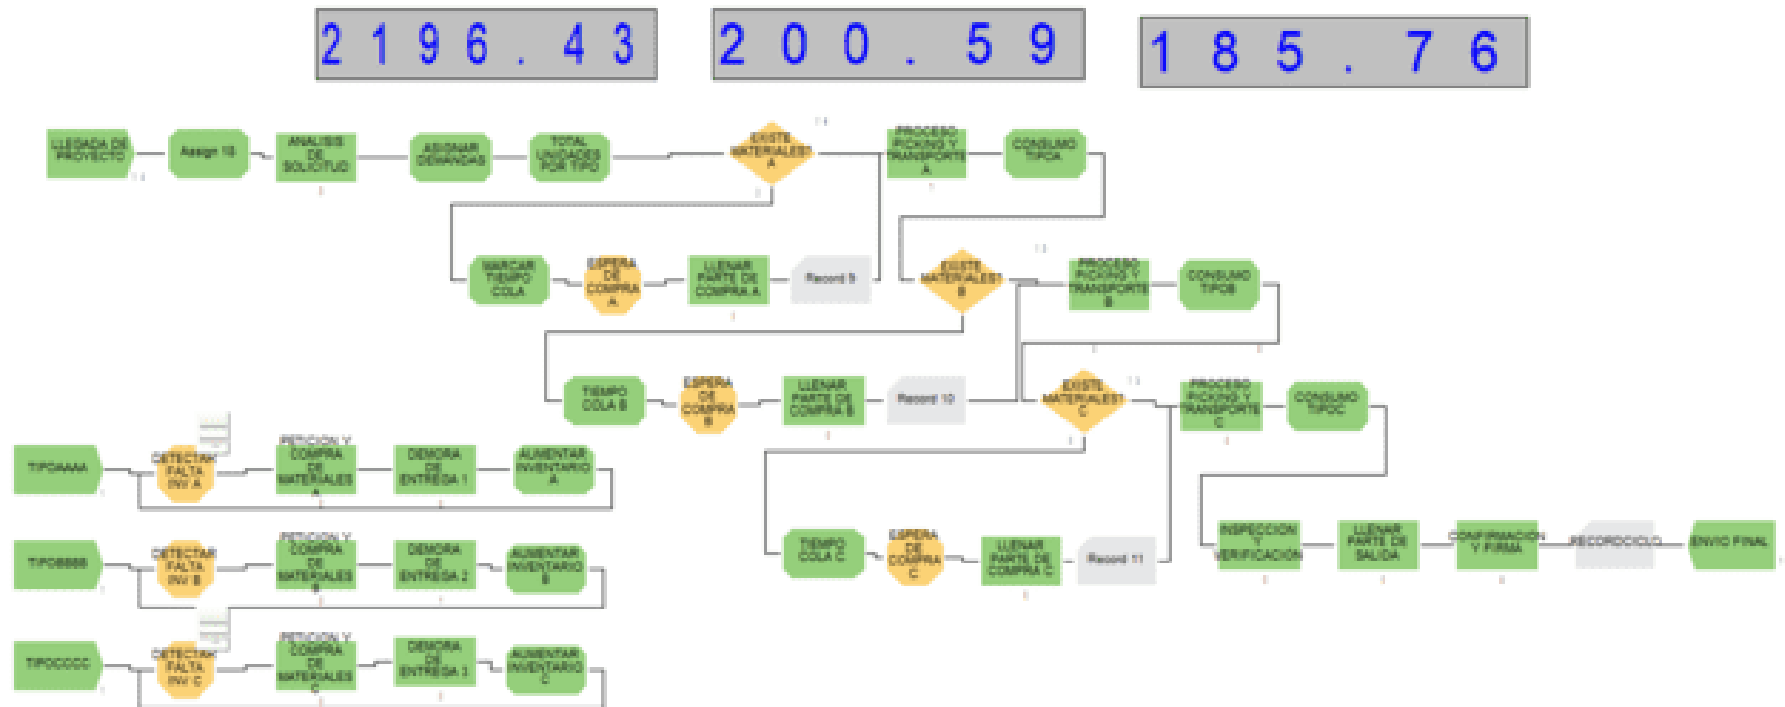 2196.43
200.59
185.76
LLEGADA DE
PROYECTO
Assign 18
ANALISIS
DE
SOLICITUD
ASIGNAR
DEMANDAS
TOTAL
UNIDADES
POR TIPO
EXISTE
MATERIALES?
A
PROCESO
PICKING Y
TRANSPORTE
A
CONSUMO
TIPOA
MARCAR
TIEMPO
COLA
ESPERA
DE
COMPRA
A
LLENAR
PARTE DE
COMPRA A
Record 9
EXISTE
MATERIALES?
B
PROCESO
PICKING Y
TRANSPORTE
B
CONSUMO
TIPOB
TIEMPO
COLA B
ESPERA
DE
COMPRA
B
LLENAR
PARTE DE
COMPRA B
Record 10
EXISTE
MATERIALES?
C
PROCESO
PICKING Y
TRANSPORTE
C
CONSUMO
TIPOC
TIPOAAAA
DETECTAR
FALTA
INV A
PETICION Y
COMPRA
DE
MATERIALES
A
DEMORA
DE
ENTREGA 1
AUMENTAR
INVENTARIO
A
TIEMPO
COLA C
ESPERA
DE
COMPRA
C
LLENAR
PARTE DE
COMPRA C
Record 11
INSPECCION
Y
VERIFICACIÓN
LLENAR
PARTE DE
SALIDA
CONFIRMACION
Y FIRMA
RECORDCICLO
ENVIO FINAL
TIPOBBBB
DETECTAR
FALTA
INV B
PETICION Y
COMPRA
DE
MATERIALES
B
DEMORA
DE
ENTREGA 2
AUMENTAR
INVENTARIO
B
TIPOCCCC
DETECTAR
FALTA
INV C
PETICION Y
COMPRA
DE
MATERIALES
C
DEMORA
DE
ENTREGA 3
AUMENTAR
INVENTARIO
C